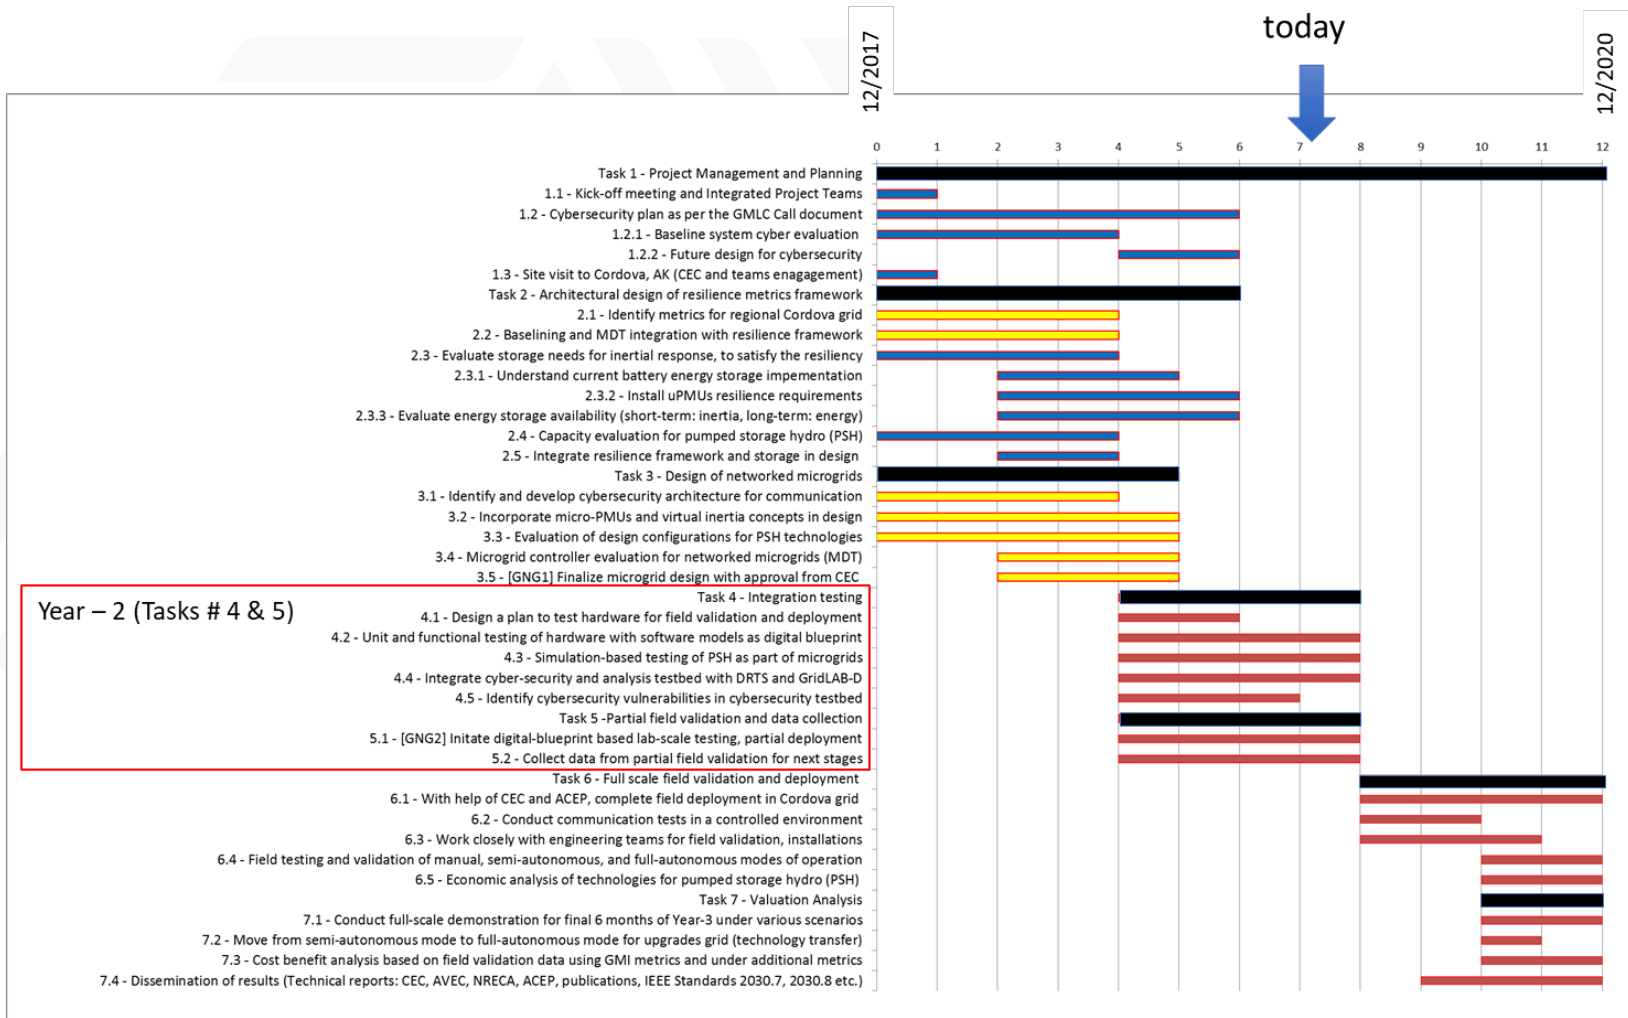 today
12/2017
12/2020
0 1 2 3 4 5 6 7 8 9 10 11 12
Task 1 - Project Management and Planning
1.1 - Kick-off meeting and Integrated Project Teams
1.2 - Cybersecurity plan as per the GMLC Call document
1.2.1 - Baseline system cyber evaluation
1.2.2 - Future design for cybersecurity
1.3 - Site visit to Cordova, AK (CEC and teams enagagement)
Task 2 - Architectural design of resilience metrics framework
2.1 - Identify metrics for regional Cordova grid
2.2 - Baselining and MDT integration with resilience framework
2.3 - Evaluate storage needs for inertial response, to satisfy the resiliency
2.3.1 - Understand current battery energy storage impementation
2.3.2 - Install uPMUs resilience requirements
2.3.3 - Evaluate energy storage availability (short-term: inertia, long-term: energy)
2.4 - Capacity evaluation for pumped storage hydro (PSH)
2.5 - Integrate resilience framework and storage in design
Task 3 - Design of networked microgrids
3.1 - Identify and develop cybersecurity architecture for communication
3.2 - Incorporate micro-PMUs and virtual inertia concepts in design
3.3 - Evaluation of design configurations for PSH technologies
3.4 - Microgrid controller evaluation for networked microgrids (MDT)
3.5 - [GNG1] Finalize microgrid design with approval from CEC
Year – 2 (Tasks # 4 & 5)
Task 4 - Integration testing
4.1 - Design a plan to test hardware for field validation and deployment
4.2 - Unit and functional testing of hardware with software models as digital blueprint
4.3 - Simulation-based testing of PSH as part of microgrids
4.4 - Integrate cyber-security and analysis testbed with DRTS and GridLAB-D
4.5 - Identify cybersecurity vulnerabilities in cybersecurity testbed
Task 5 -Partial field validation and data collection
5.1 - [GNG2] Initate digital-blueprint based lab-scale testing, partial deployment
5.2 - Collect data from partial field validation for next stages
Task 6 - Full scale field validation and deployment
6.1 - With help of CEC and ACEP, complete field deployment in Cordova grid
6.2 - Conduct communication tests in a controlled environment
6.3 - Work closely with engineering teams for field validation, installations
6.4 - Field testing and validation of manual, semi-autonomous, and full-autonomous modes of operation
6.5 - Economic analysis of technologies for pumped storage hydro (PSH)
Task 7 - Valuation Analysis
7.1 - Conduct full-scale demonstration for final 6 months of Year-3 under various scenarios
7.2 - Move from semi-autonomous mode to full-autonomous mode for upgrades grid (technology transfer)
7.3 - Cost benefit analysis based on field validation data using GMI metrics and under additional metrics
7.4 - Dissemination of results (Technical reports: CEC, AVEC, NRECA, ACEP, publications, IEEE Standards 2030.7, 2030.8 etc.)